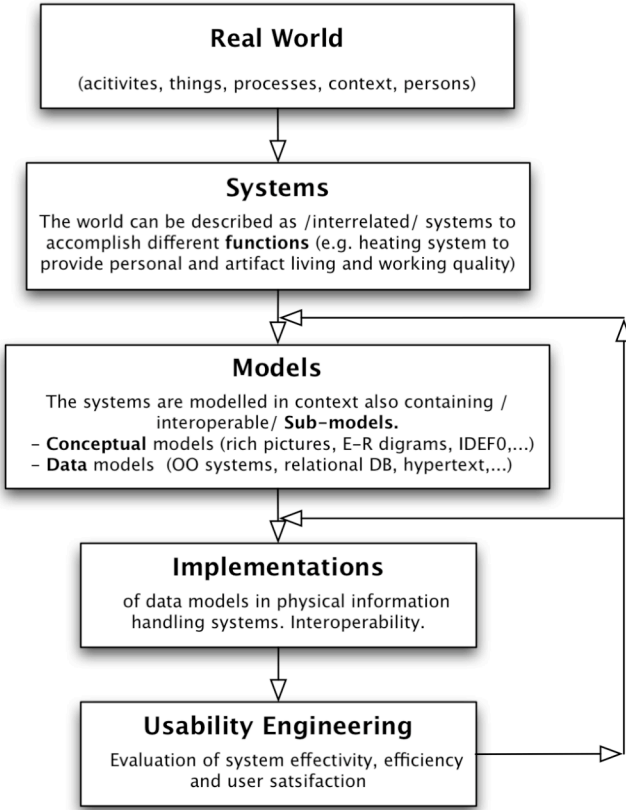 Real World
(acitivites, things, processes, context, persons)
Systems
The world can be described as /interrelated/ systems to
accomplish different functions (e.g. heating system to
provide personal and artifact living and working quality)
Models
The systems are modelled in context also containing /
interoperable/ Sub-models.
- Conceptual models (rich pictures, E-R digrams, IDEF0,...)
- Data models (OO systems, relational DB, hypertext,...)
Implementations
of data models in physical information
handling systems. Interoperability.
Usability Engineering
Evaluation of system effectivity, efficiency
and user satsifaction